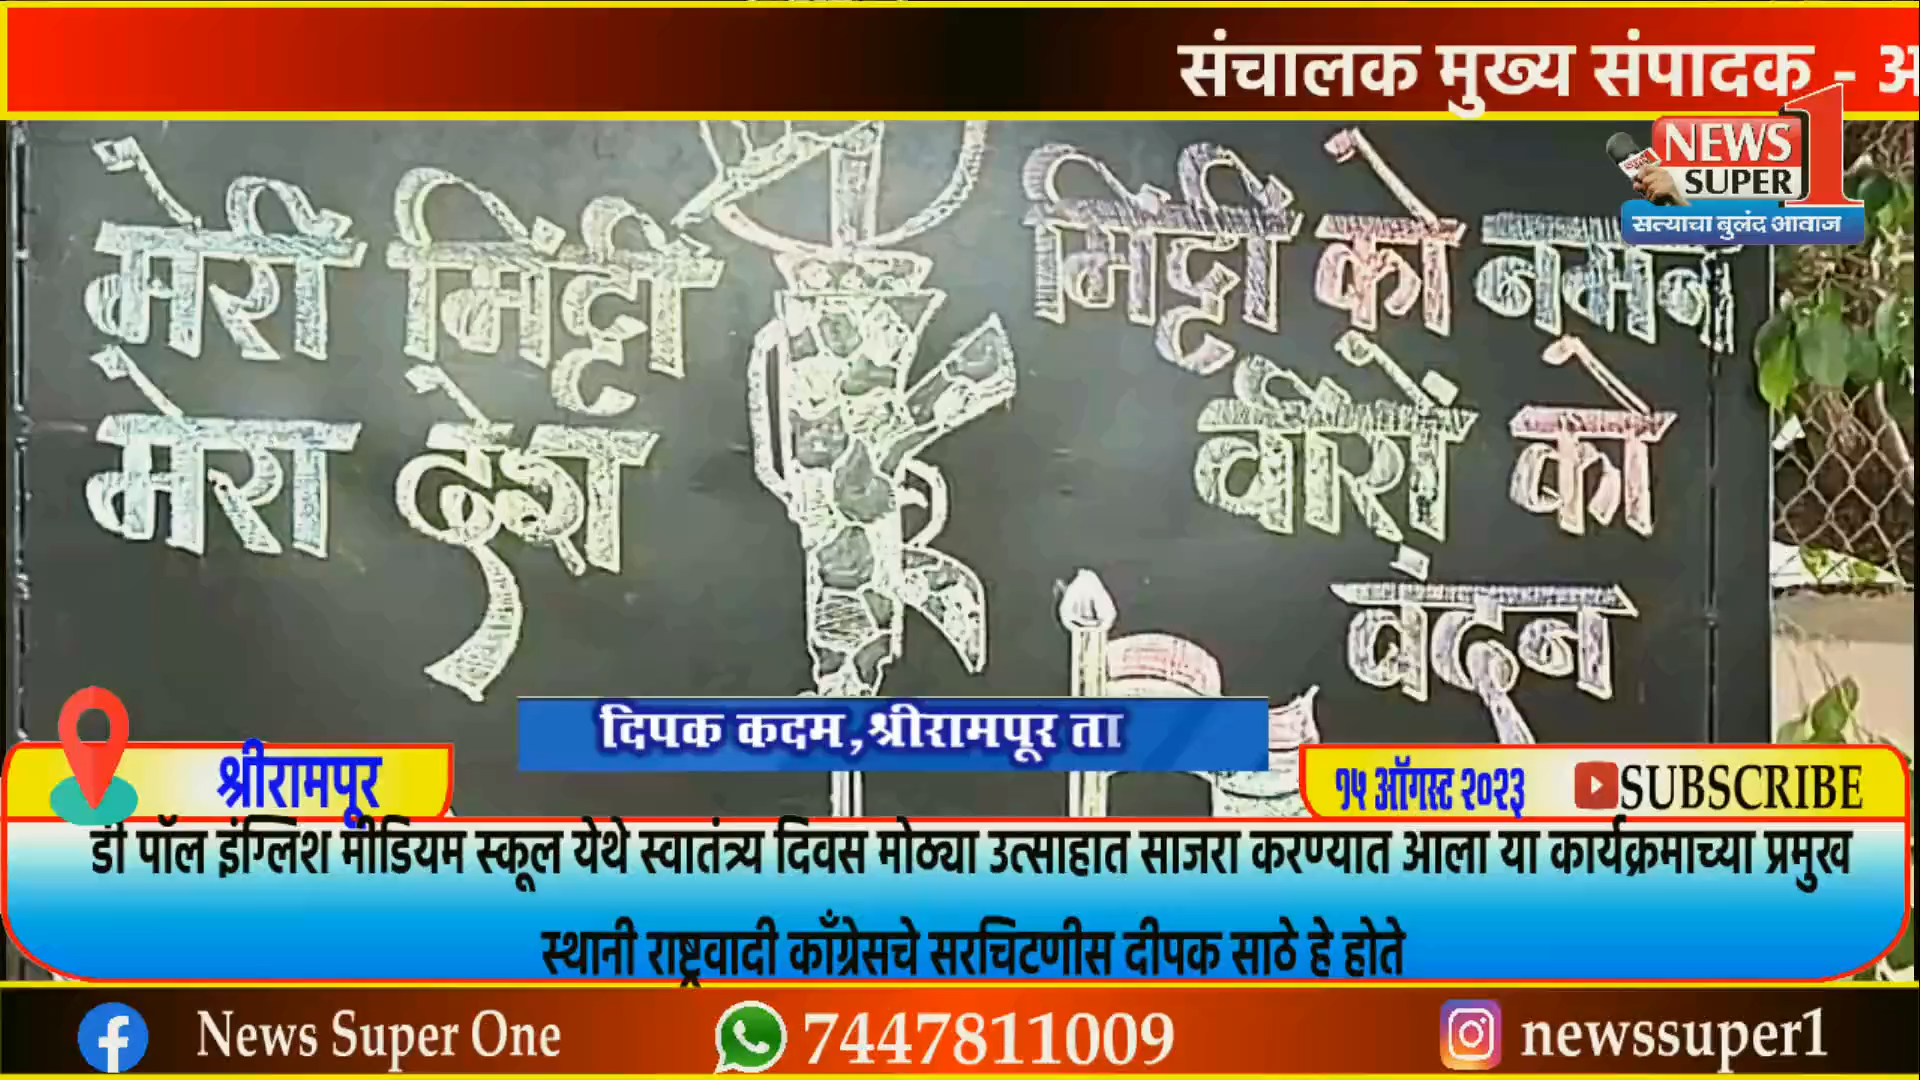 संचालक मुख्य संपादक - अ
NEWS
SUPER 1
सत्याचा बुलंद आवाज
मेरी मिट्टी
मेरा देश
मिट्टी को नमन
वीरों को
वंदन
दिपक कदम,श्रीरामपूर ता
श्रीरामपूर
१५ ऑगस्ट २०२३
SUBSCRIBE
डी पॉल इंग्लिश मीडियम स्कूल येथे स्वातंत्र्य दिवस मोठ्या उत्साहात साजरा करण्यात आला या कार्यक्रमाच्या प्रमुख
स्थानी राष्ट्रवादी काँग्रेसचे सरचिटणीस दीपक साठे हे होते
News Super One
7447811009
newssuper1